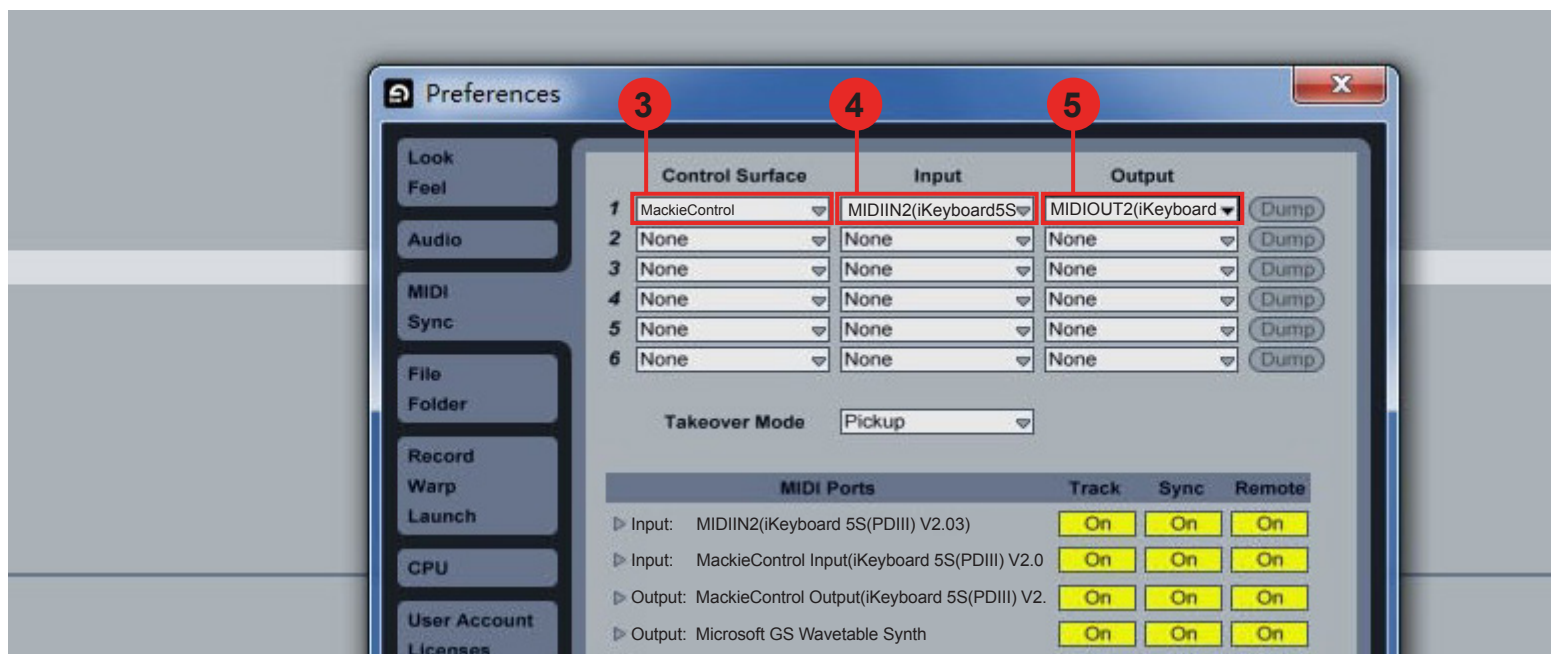 Preferences
3 4 5
Look
Feel
Audio
MIDI
Sync
File
Folder
Record
Warp
Launch
CPU
User Account
Licenses
Control Surface Input Output
1 MackieControl MIDIIN2(iKeyboard5S MIDIOUT2(iKeyboard Dump
2 None None None Dump
3 None None None Dump
4 None None None Dump
5 None None None Dump
6 None None None Dump
Takeover Mode Pickup
MIDI Ports Track Sync Remote
Input: MIDIIN2(iKeyboard 5S(PDIII) V2.03) On On On
Input: MackieControl Input(iKeyboard 5S(PDIII) V2.0 On On On
Output: MackieControl Output(iKeyboard 5S(PDIII) V2. On On On
Output: Microsoft GS Wavetable Synth On On On